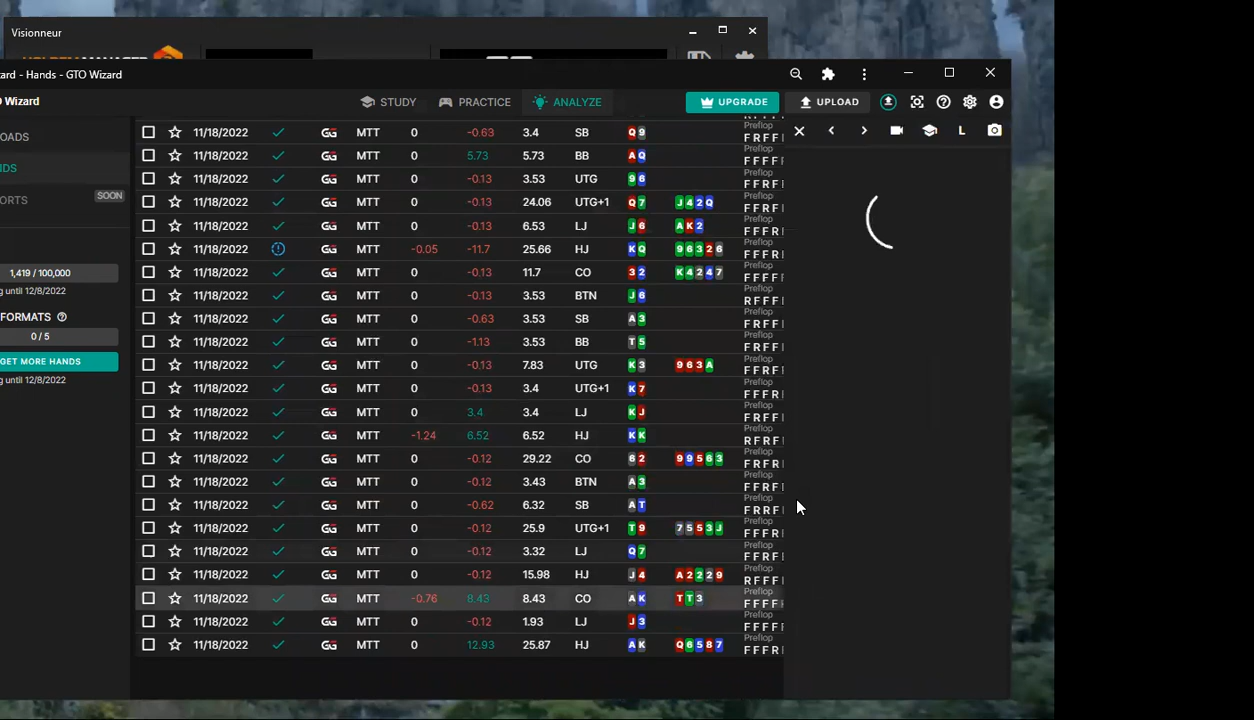 Visionneur
zard - Hands - GTO Wizard
O Wizard
STUDY PRACTICE ANALYZE UPGRADE UPLOAD
OADS
NDS
ORTS SOON
1,419 / 100,000
g until 12/8/2022
FORMATS
0 / 5
GET MORE HANDS
g until 12/8/2022
L
11/18/2022 GG MTT 0 -0.63 3.4 SB Q 9 Preflop F R F F
11/18/2022 GG MTT 0 5.73 5.73 BB A Q Preflop F F F F
11/18/2022 GG MTT 0 -0.13 3.53 UTG 9 6 Preflop F F R F
11/18/2022 GG MTT 0 -0.13 24.06 UTG+1 Q 7 J 4 2 Q Preflop F R F F
11/18/2022 GG MTT 0 -0.13 6.53 LJ J 6 A K 2 Preflop F F F F
11/18/2022 GG MTT -0.05 -11.7 25.66 HJ K Q 9 6 3 2 6 Preflop F F F R
11/18/2022 GG MTT 0 -0.13 11.7 CO 3 2 K 4 2 4 7 Preflop F F F F
11/18/2022 GG MTT 0 -0.13 3.53 BTN J 6 Preflop R F F F
11/18/2022 GG MTT 0 -0.63 3.53 SB A 3 Preflop F F F F
11/18/2022 GG MTT 0 -1.13 3.53 BB T 5 Preflop F F R F
11/18/2022 GG MTT 0 -0.13 7.83 UTG K 3 9 6 3 A Preflop F F R F
11/18/2022 GG MTT 0 -0.13 3.4 UTG+1 K 7 Preflop F R F F
11/18/2022 GG MTT 0 3.4 3.4 LJ K J Preflop F F R F
11/18/2022 GG MTT -1.24 6.52 6.52 HJ K K Preflop R F R F
11/18/2022 GG MTT 0 -0.12 29.22 CO 6 2 9 9 5 6 3 Preflop F R F R
11/18/2022 GG MTT 0 -0.12 3.43 BTN A 3 Preflop F F R F
11/18/2022 GG MTT 0 -0.62 6.32 SB A T Preflop F R R F
11/18/2022 GG MTT 0 -0.12 25.9 UTG+1 T 9 7 5 5 3 J Preflop F F F R
11/18/2022 GG MTT 0 -0.12 3.32 LJ Q 7 Preflop F F R F
11/18/2022 GG MTT 0 -0.12 15.98 HJ J 4 A 2 2 2 9 Preflop R F F F
11/18/2022 GG MTT -0.76 8.43 8.43 CO A K T T 3 Preflop F F F F
11/18/2022 GG MTT 0 -0.12 1.93 LJ J 3 Preflop F F F R
11/18/2022 GG MTT 0 12.93 25.87 HJ A K Q 6 5 8 7 Preflop F F F R